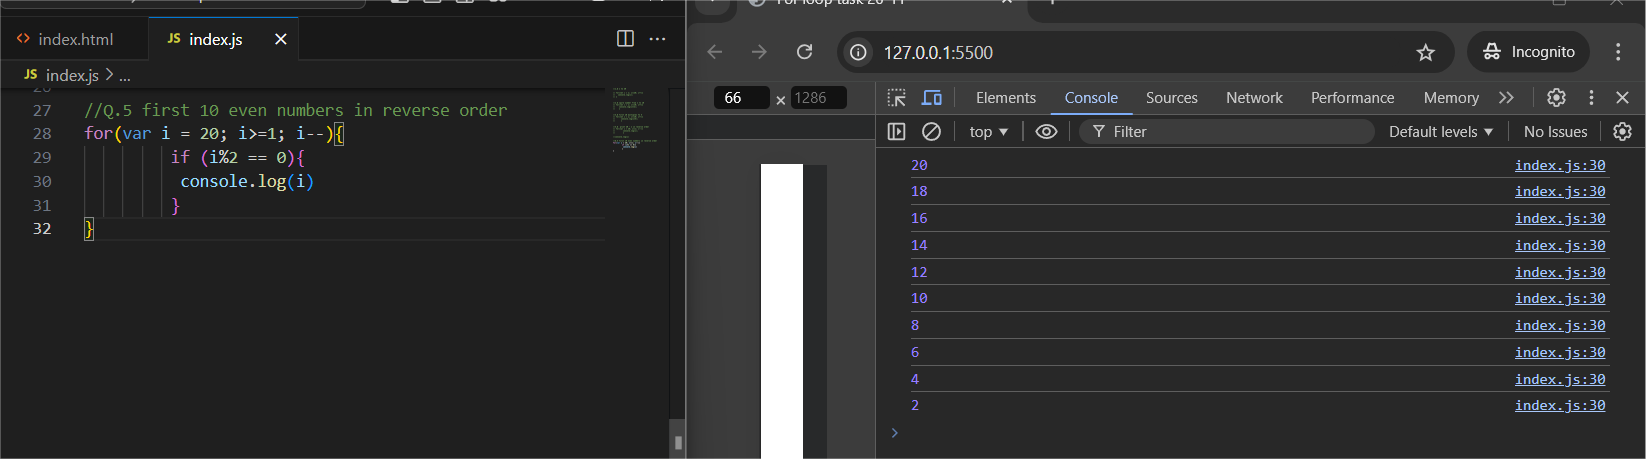 index.html
JS index.js
JS index.js > ...
27 //Q.5 first 10 even numbers in reverse order
28 for(var i = 20; i>=1; i--){
29 if (i%2 == 0){
30 console.log(i)
31 }
32 }
127.0.0.1:5500
Incognito
66 × 1286
Elements Console Sources Network Performance Memory
top Filter Default levels No Issues
20 index.js:30
18 index.js:30
16 index.js:30
14 index.js:30
12 index.js:30
10 index.js:30
8 index.js:30
6 index.js:30
4 index.js:30
2 index.js:30